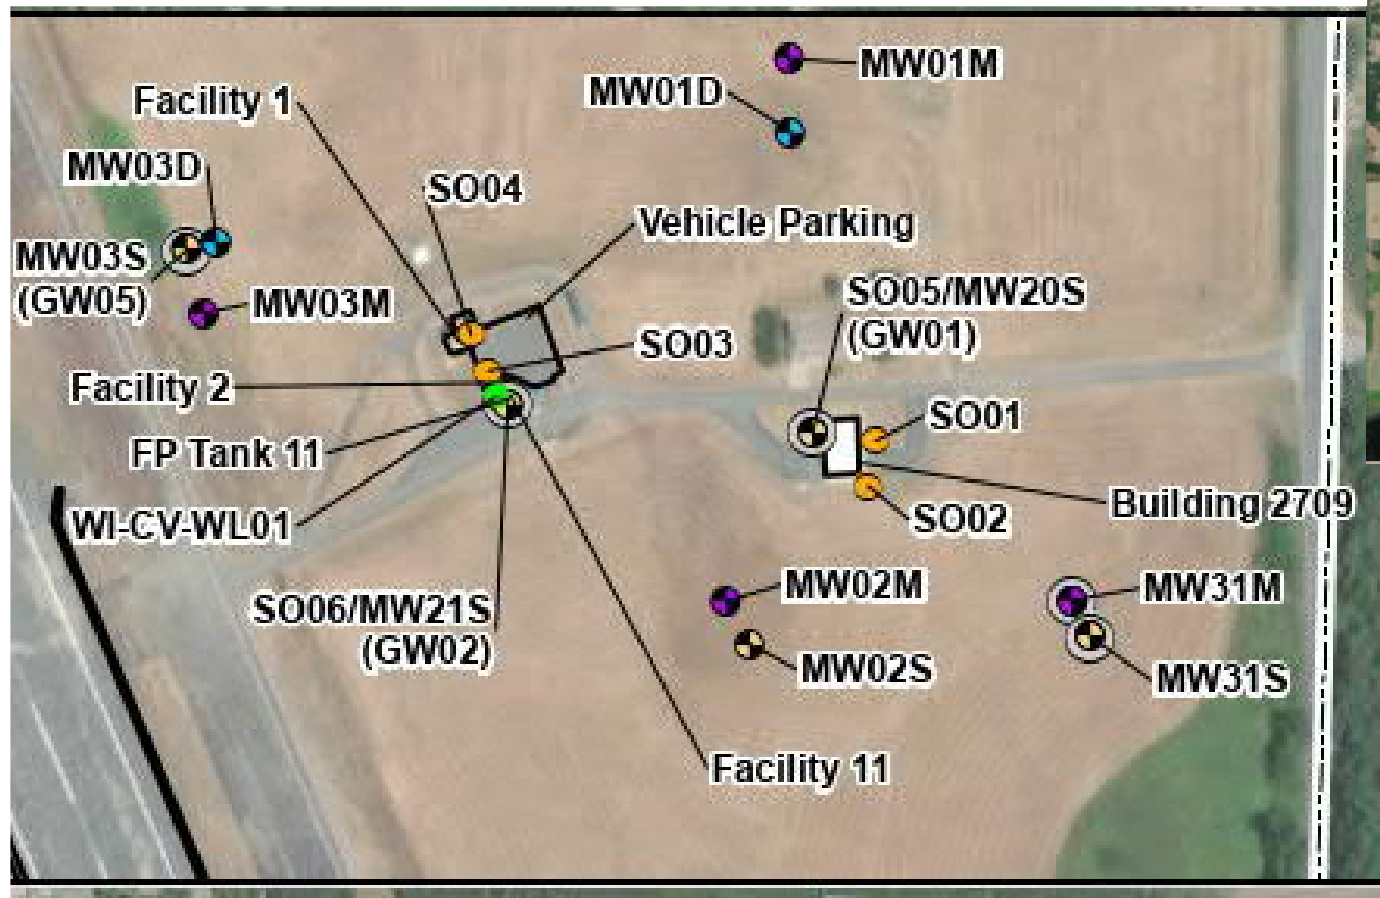 MW01M
MW01D
Facility 1
MW03D
SO04
Vehicle Parking
MW03S
(GW05)
MW03M
SO05/MW20S
(GW01)
SO03
Facility 2
SO01
FP Tank 11
Building 2709
WI-CV-WL01
SO02
SO06/MW21S
(GW02)
MW02M
MW31M
MW02S
MW31S
Facility 11